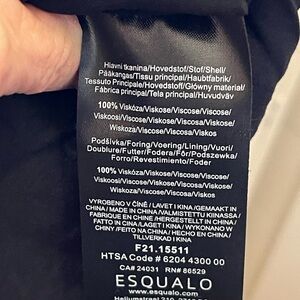 Hlavní tkanina/Hovedstof/Stof/Shell/
Pääkangas/Tissu principal/Hauptfabrik/
Tessuto Principale/Hovedstoff/Główny materiał/
Fábrica principal/Tela principal/Huvudväv
100% Viskóza/Viskose/Viscose/Viscose/
Viskoosi/Viscose/Viskose/Viscosa/Viskose/
Wiskoza/Viscose/Viscosa/Viskos
Podšívka/Foring/Voering/Lining/Vuori/
Doublure/Futter/Fodera/Fôr/Podszewka/
Forro/Revestimiento/Foder
100% Viskóza/Viskose/Viscose/Viscose/
Viskoosi/Viscose/Viskose/Viscosa/Viskose/
Wiskoza/Viscose/Viscosa/Viskos
VYROBENO V ČÍNĚ / LAVET I KINA / GEMAAKT IN
CHINA / MADE IN CHINA / VALMISTETTU KIINASSA /
FABRIQUE EN CHINE / HERGESTELLT IN CHINA /
FATTO IN CINA / LAGET I KINA / WYKONANO W
CHINY / FEITO NA CHINA / HECHO EN CHINA /
TILLVERKAD I KINA
F21.15511
HTSA Code # 6204 4300 00
CA# 24031 RN# 86529
ESQUALO
www.esqualo.com